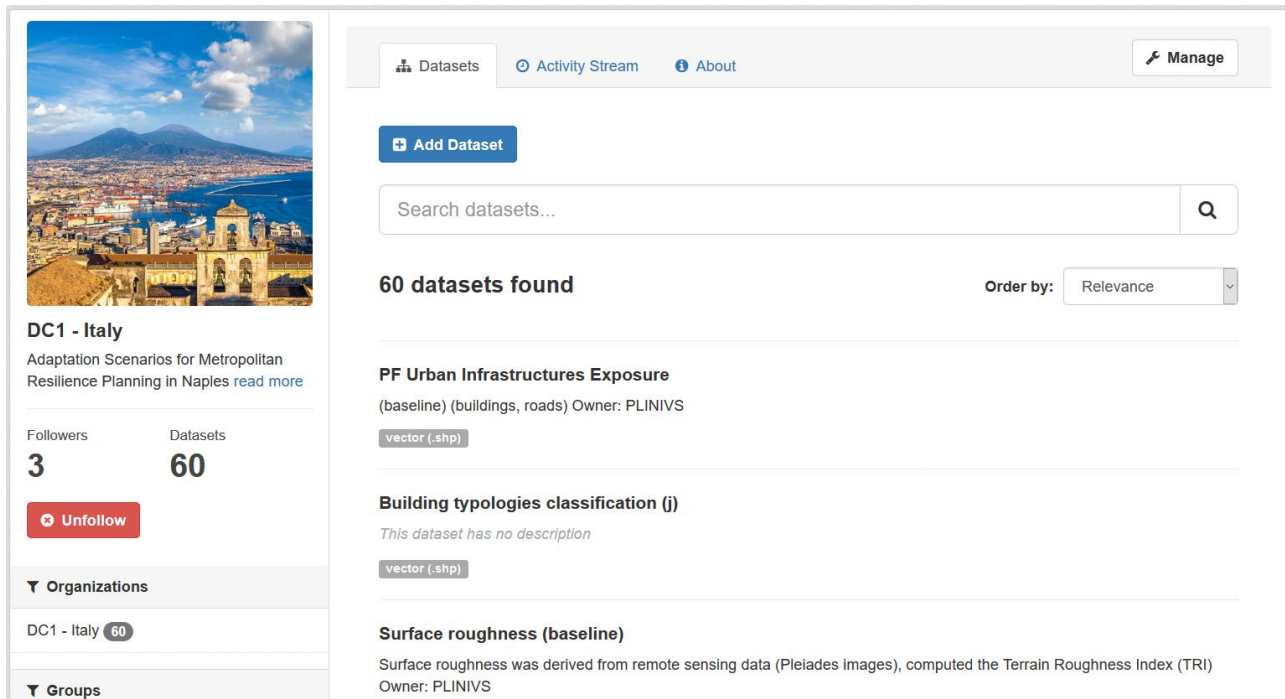 DC1 - Italy
Adaptation Scenarios for Metropolitan
Resilience Planning in Naples read more
Followers Datasets
3 60
Unfollow
Organizations
DC1 - Italy 60
Groups
Datasets Activity Stream About Manage
Add Dataset
Search datasets...
60 datasets found Order by: Relevance
PF Urban Infrastructures Exposure
(baseline) (buildings, roads) Owner: PLINIVS
vector (.shp)
Building typologies classification (j)
This dataset has no description
vector (.shp)
Surface roughness (baseline)
Surface roughness was derived from remote sensing data (Pleiades images), computed the Terrain Roughness Index (TRI)
Owner: PLINIVS